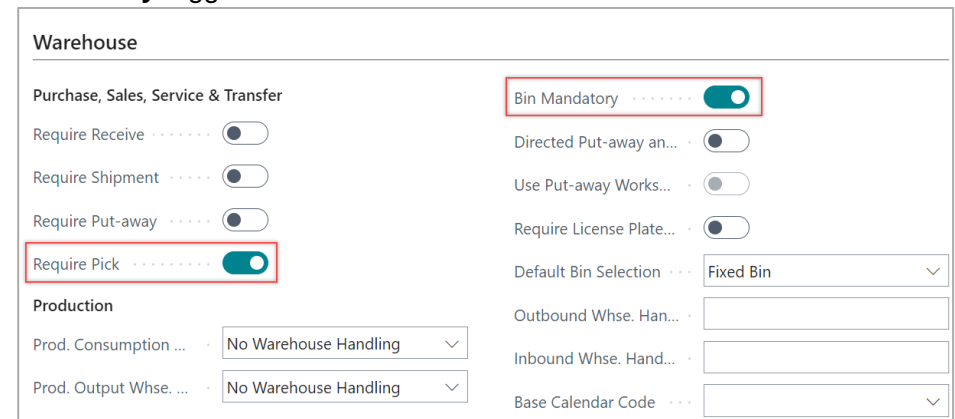 Warehouse
Purchase, Sales, Service & Transfer
Require Receive
Require Shipment
Require Put-away
Require Pick
Production
Prod. Consumption ...
No Warehouse Handling
Prod. Output Whse. ...
No Warehouse Handling
Bin Mandatory
Directed Put-away an...
Use Put-away Works...
Require License Plate...
Default Bin Selection
Fixed Bin
Outbound Whse. Han...
Inbound Whse. Hand...
Base Calendar Code